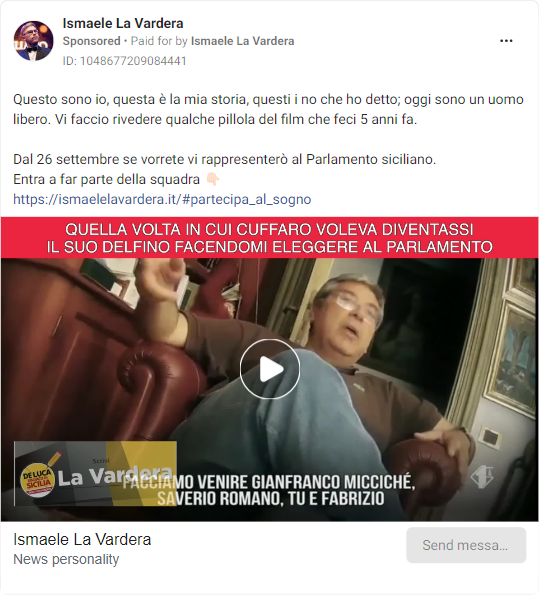 Ismaele La Vardera
Sponsored • Paid for by Ismaele La Vardera
ID: 1048677209084441
Questo sono io, questa è la mia storia, questi i no che ho detto; oggi sono un uomo
libero. Vi faccio rivedere qualche pillola del film che feci 5 anni fa.
Dal 26 settembre se vorrete vi rappresenterò al Parlamento siciliano.
Entra a far parte della squadra 👇🏻
https://ismaelelavardera.it/#partecipa_al_sogno
QUELLA VOLTA IN CUI CUFFARO VOLEVA DIVENTASSI
IL SUO DELFINO FACENDOMI ELEGGERE AL PARLAMENTO
Scrivi
DE LUCA
SICILIA
La Vardera
FACCIAMO VENIRE GIANFRANCO MICCICHÉ,
SAVERIO ROMANO, TU E FABRIZIO
Ismaele La Vardera
News personality
Send messa...